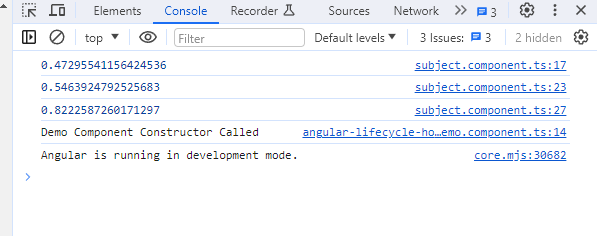 Elements Console Recorder Sources Network » 3
top Filter Default levels 3 Issues: 3 2 hidden
0.47295541156424536 subject.component.ts:17
0.5463924792525683 subject.component.ts:23
0.8222587260171297 subject.component.ts:27
Demo Component Constructor Called angular-lifecycle-ho…emo.component.ts:14
Angular is running in development mode. core.mjs:30682